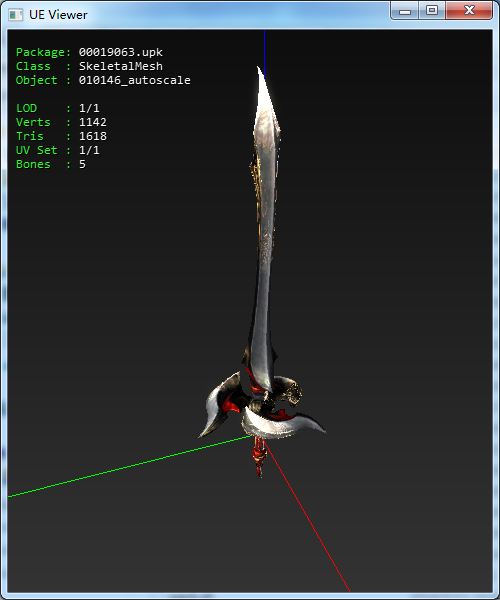 UE Viewer
Package: 00019063.upk
Class  : SkeletalMesh
Object : 010146_autoscale
LOD    : 1/1
Verts  : 1142
Tris   : 1618
UV Set : 1/1
Bones  : 5